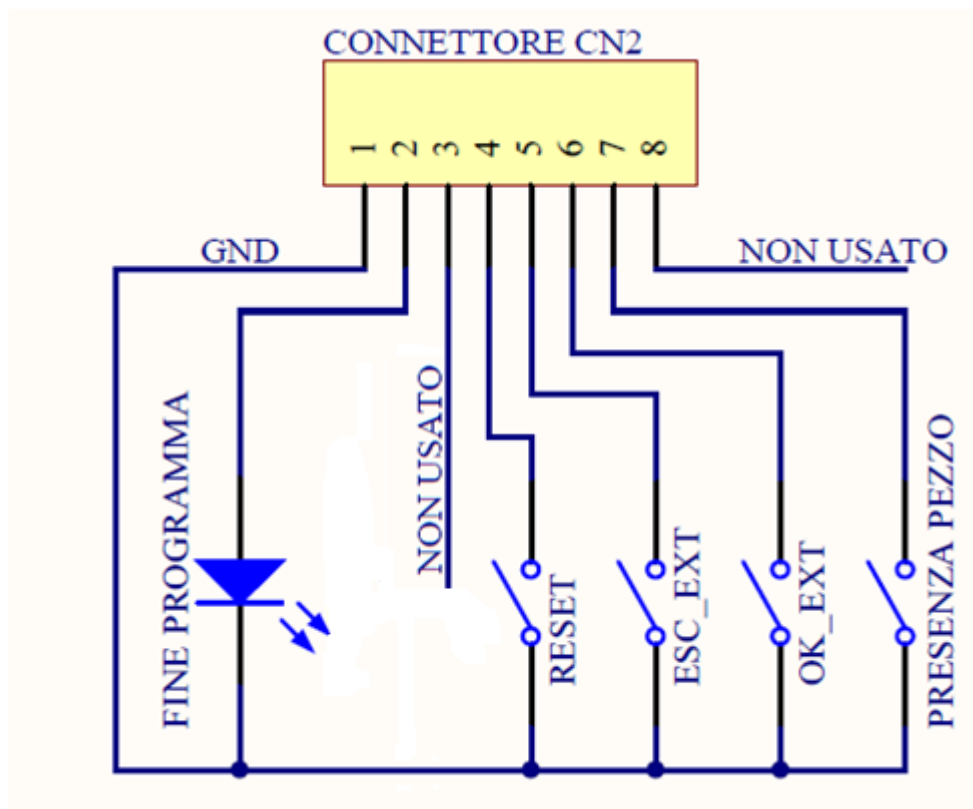 CONNETTORE CN2
1 2 3 4 5 6 7 8
GND
NON USATO
FINE PROGRAMMA
NON USATO
RESET
ESC_EXT
OK_EXT
PRESENZA PEZZO